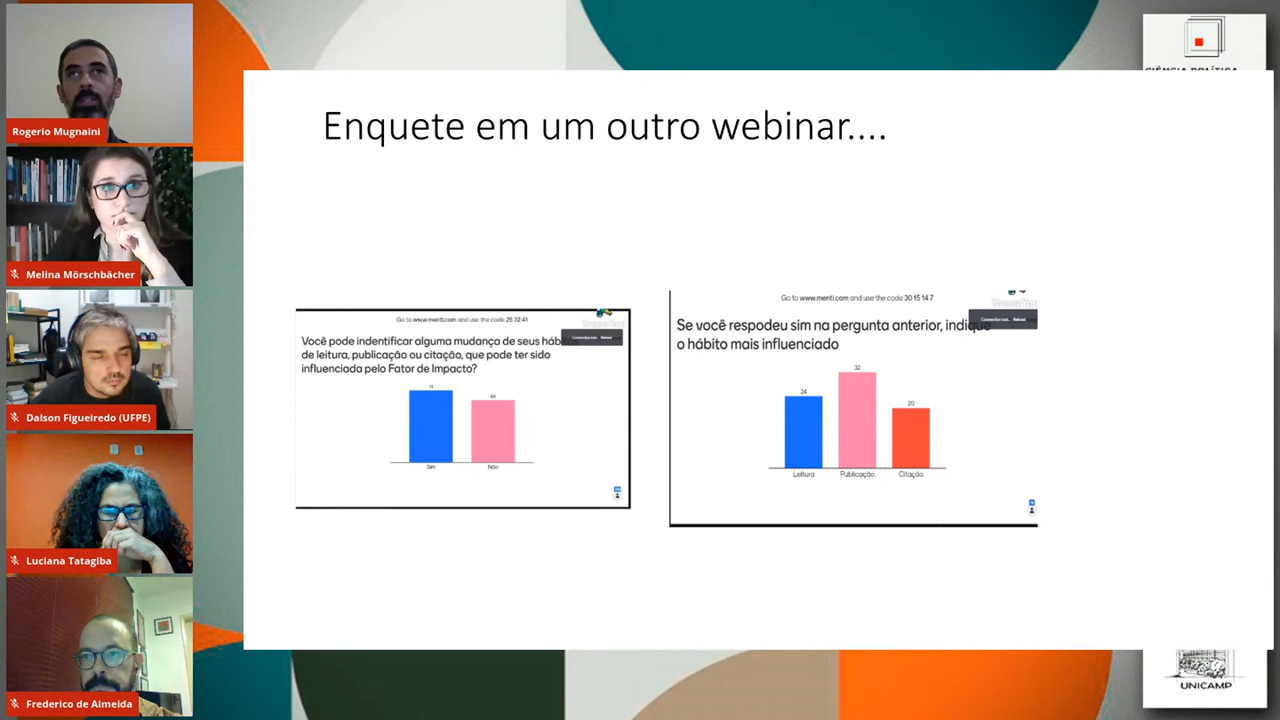 Rogerio Mugnaini
Melina Mörschbächer
Dalson Figueiredo (UFPE)
Luciana Tatagiba
Frederico de Almeida
Enquete em um outro webinar....
Go to www.menti.com and use the code 25 32 41
Você pode indentificar alguma mudança de seus
de leitura, publicação ou citação, que pode ter sido
influenciada pelo Fator de Impacto?
Sim
Não
Go to www.menti.com and use the code 30 15 14 7
Reload
Se você respodeu sim na pergunta anterior, indique
o hábito mais influenciado
24
32
20
Leitura
Publicação
Citação
CIÊNCIA POLÍTICA
UNICAMP